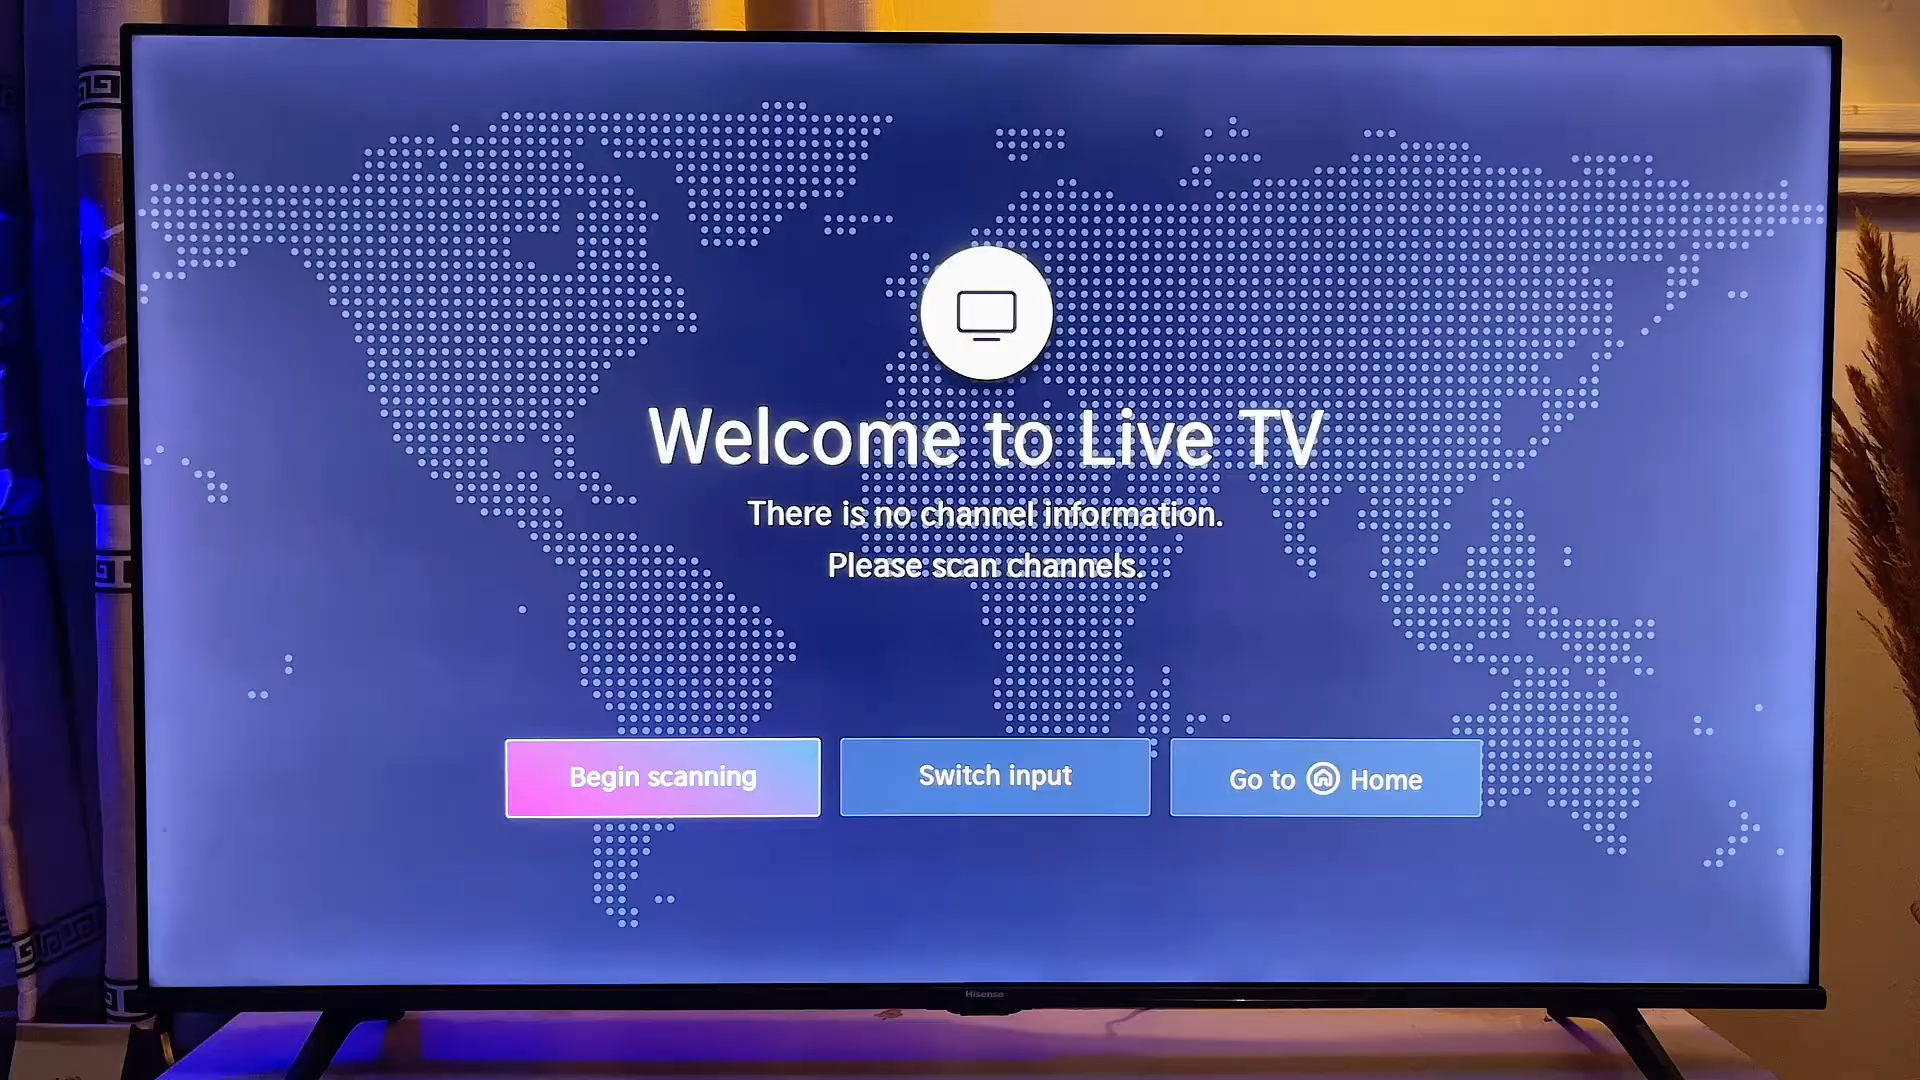 Welcome to Live TV
There is no channel information.
Please scan channels.
Begin scanning
Switch input
Go to Home
Hisense